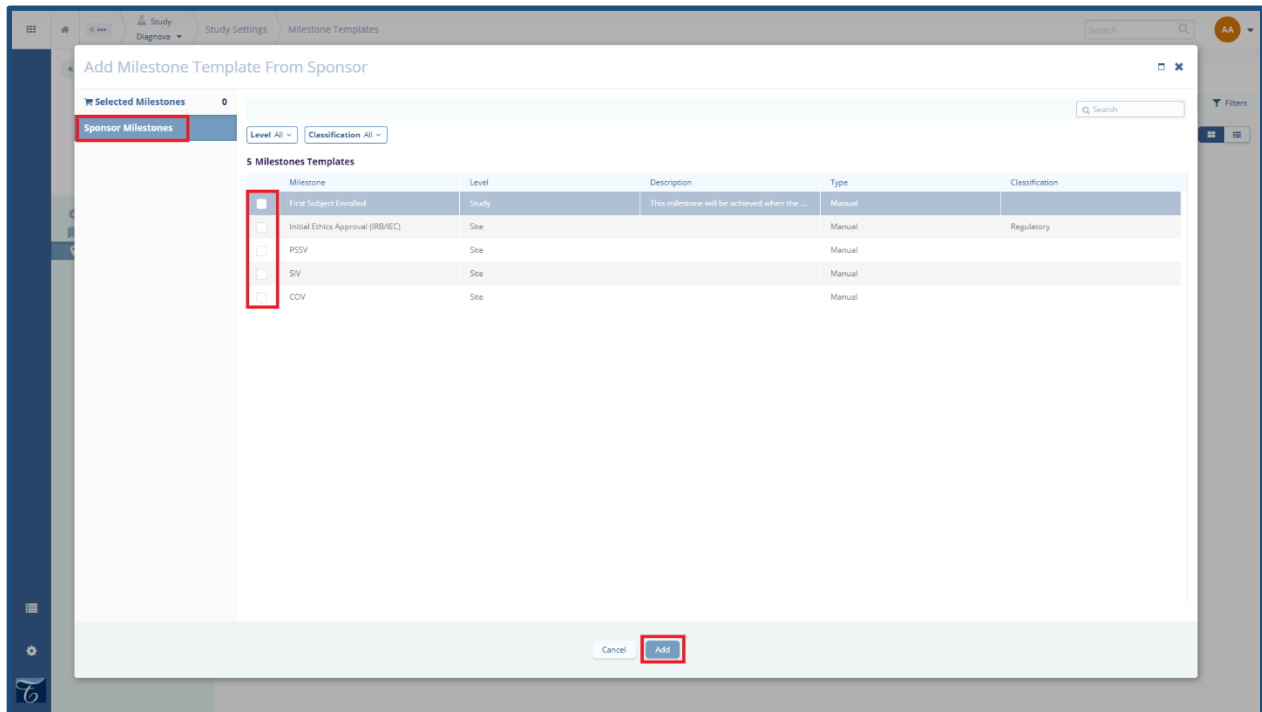 Study
Diagnova
Study Settings
Milestone Templates
Search
AA
Add Milestone Template From Sponsor
Selected Milestones 0
Sponsor Milestones
Search
Filters
Level All
Classification All
5 Milestones Templates
Milestone Level Description Type Classification
First Subject Enrolled Study This milestone will be achieved when the ... Manual
Initial Ethics Approval (IRB/IEC) Site Manual Regulatory
PSSV Site Manual
SIV Site Manual
COV Site Manual
Cancel Add